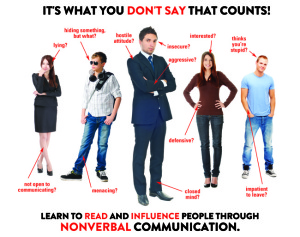 IT'S WHAT YOU DON'T SAY THAT COUNTS!
hiding something,
but what?
hostile
attitude?
interested?
thinks
you're
stupid?
lying?
insecure?
aggressive?
defensive?
not open to
communicating?
menacing?
closed
mind?
impatient
to leave?
LEARN TO READ AND INFLUENCE PEOPLE THROUGH
NONVERBAL COMMUNICATION.